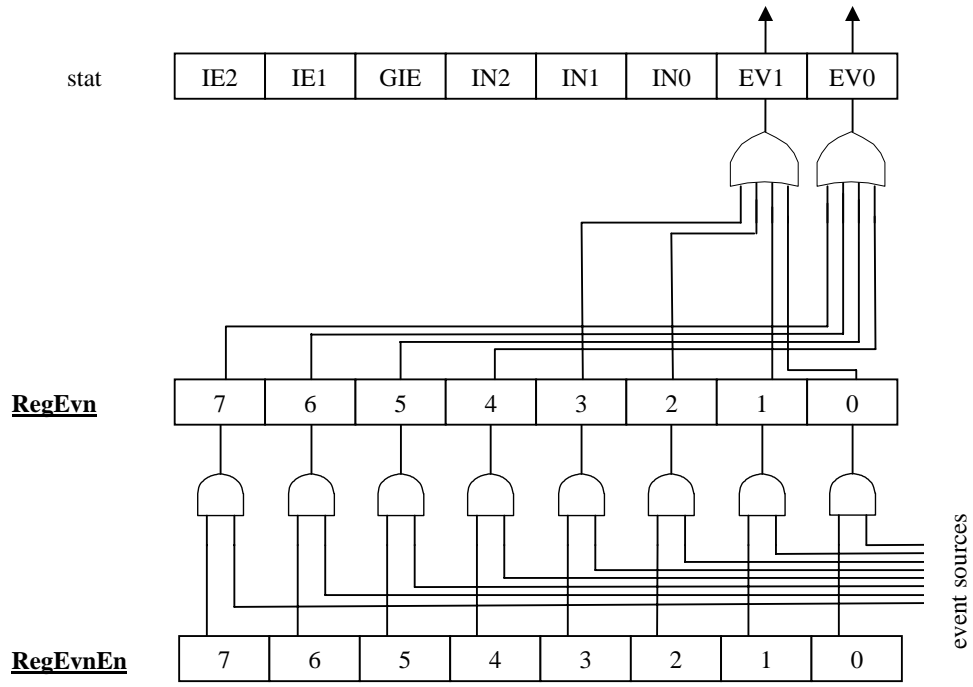 stat IE2 IE1 GIE IN2 IN1 IN0 EV1 EV0
RegEvn 7 6 5 4 3 2 1 0
event sources
RegEvnEn 7 6 5 4 3 2 1 0